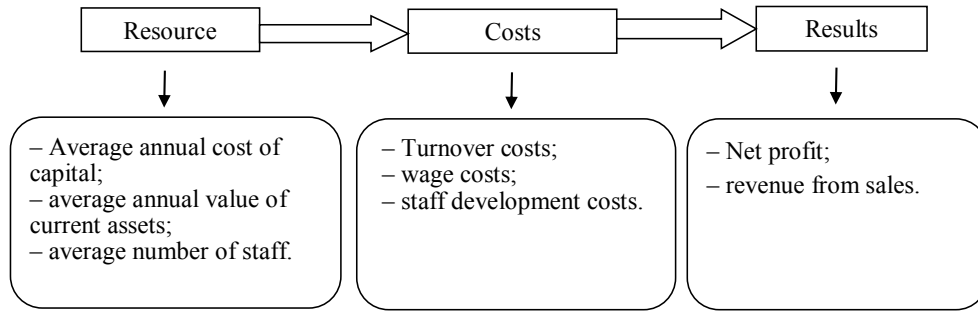 Resource
Costs
Results
– Average annual cost of
capital;
– average annual value of
current assets;
– average number of staff.
– Turnover costs;
– wage costs;
– staff development costs.
– Net profit;
– revenue from sales.